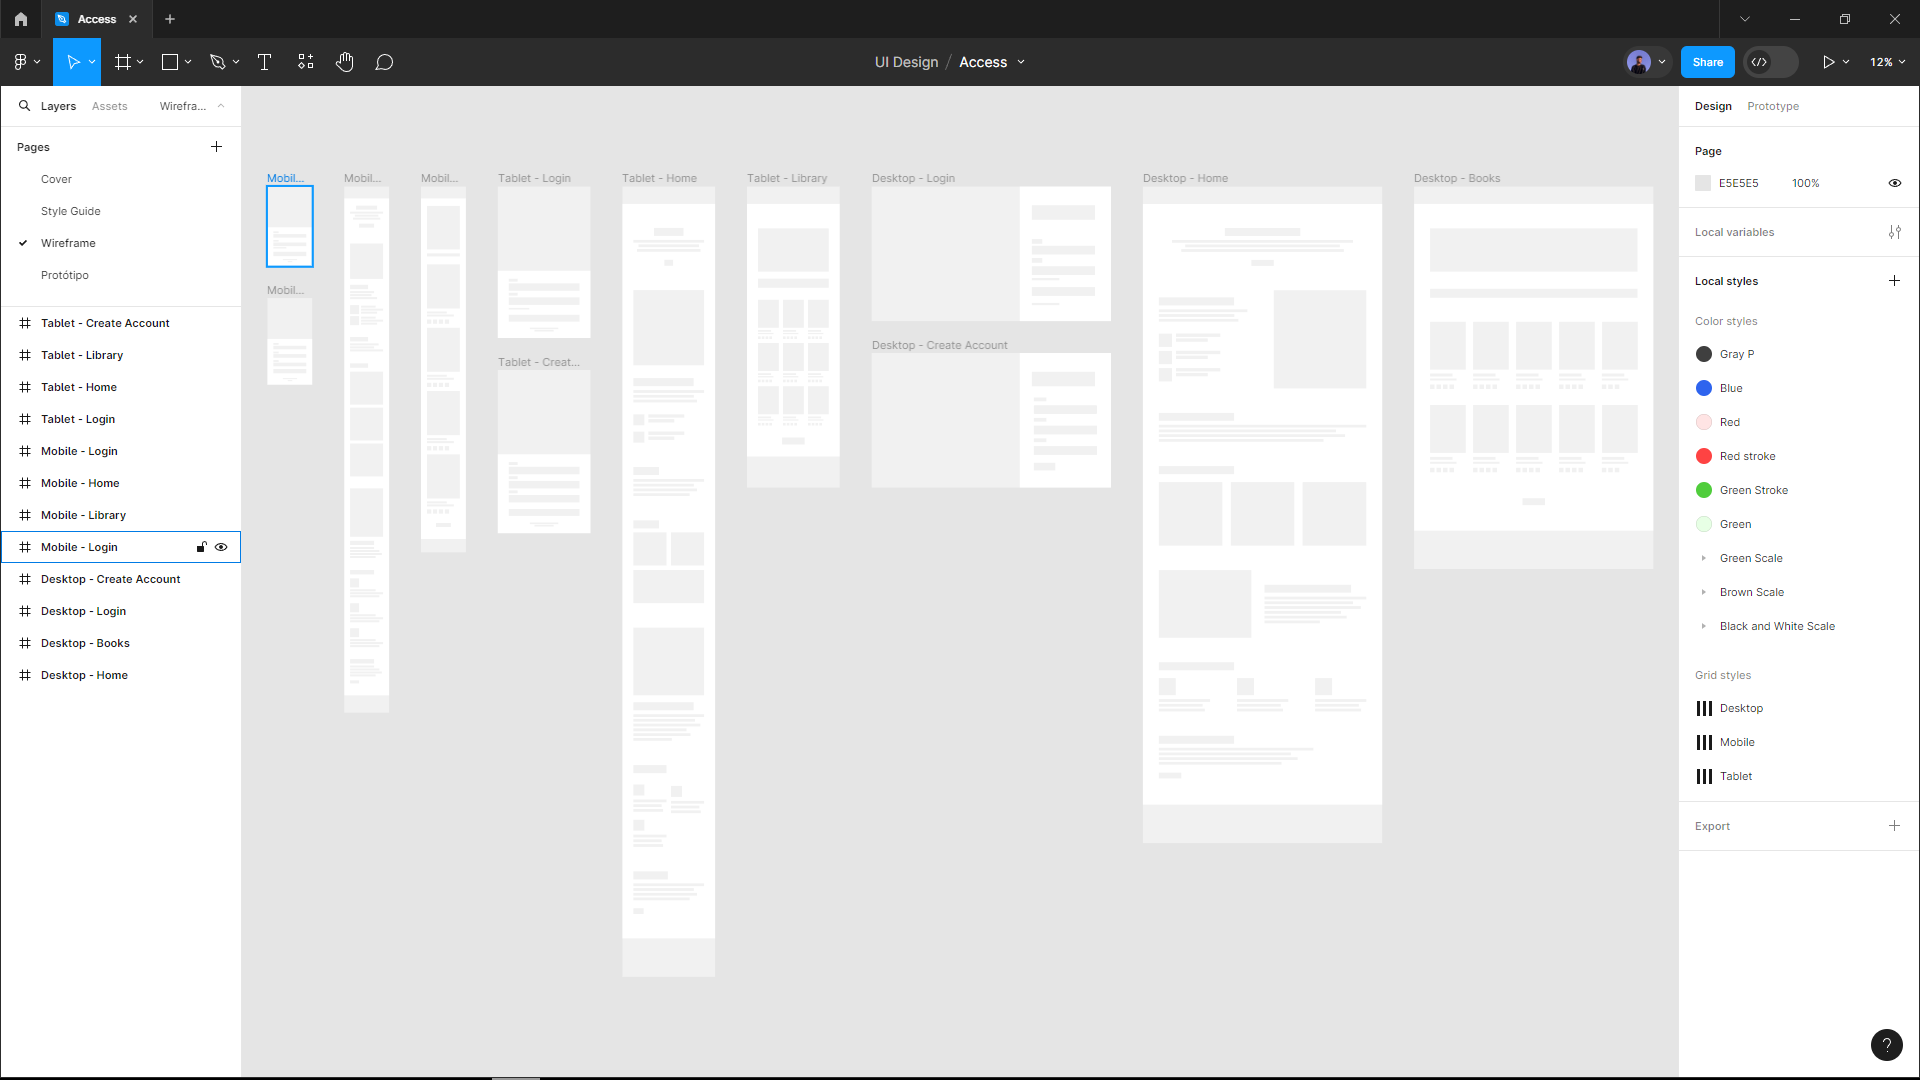 Access
UI Design / Access
Share
12%
Layers
Assets
Wirefra...
Pages
Cover
Style Guide
Wireframe
Protótipo
Tablet - Create Account
Tablet - Library
Tablet - Home
Tablet - Login
Mobile - Login
Mobile - Home
Mobile - Library
Mobile - Login
Desktop - Create Account
Desktop - Login
Desktop - Books
Desktop - Home
Mobil...
Mobil...
Mobil...
Tablet - Login
Tablet - Home
Tablet - Library
Desktop - Login
Desktop - Home
Desktop - Books
Mobil...
Desktop - Create Account
Tablet - Creat...
Design
Prototype
Page
E5E5E5
100%
Local variables
Local styles
Color styles
Gray P
Blue
Red
Red stroke
Green Stroke
Green
Green Scale
Brown Scale
Black and White Scale
Grid styles
Desktop
Mobile
Tablet
Export
?